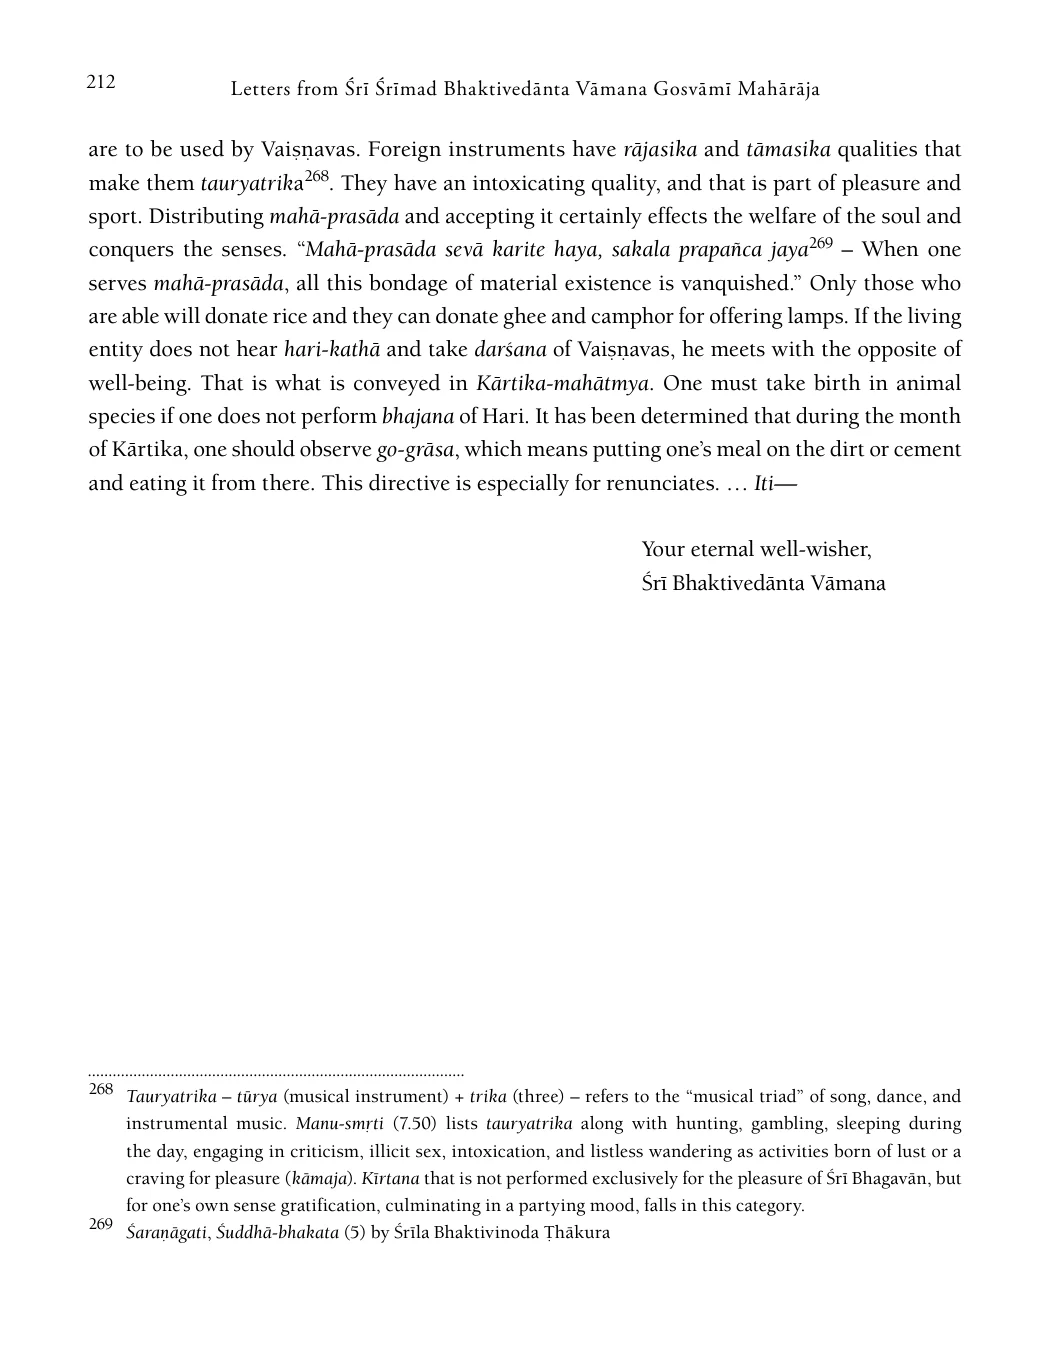 212
Letters from Śrī Śrīmad Bhaktivedānta Vāmana Gosvāmī Mahārāja
are to be used by Vaiṣṇavas. Foreign instruments have rājasika and tāmasika qualities that
make them tauryatrika268. They have an intoxicating quality, and that is part of pleasure and
sport. Distributing mahā-prasāda and accepting it certainly effects the welfare of the soul and
conquers the senses. “Mahā-prasāda sevā karite haya, sakala prapañca jaya269 – When one
serves mahā-prasāda, all this bondage of material existence is vanquished.” Only those who
are able will donate rice and they can donate ghee and camphor for offering lamps. If the living
entity does not hear hari-kathā and take darśana of Vaiṣṇavas, he meets with the opposite of
well-being. That is what is conveyed in Kārtika-mahātmya. One must take birth in animal
species if one does not perform bhajana of Hari. It has been determined that during the month
of Kārtika, one should observe go-grāsa, which means putting one’s meal on the dirt or cement
and eating it from there. This directive is especially for renunciates. … Iti—
Your eternal well-wisher,
Śrī Bhaktivedānta Vāmana
268 Tauryatrika – tūrya (musical instrument) + trika (three) – refers to the “musical triad” of song, dance, and
instrumental music. Manu-smṛti (7.50) lists tauryatrika along with hunting, gambling, sleeping during
the day, engaging in criticism, illicit sex, intoxication, and listless wandering as activities born of lust or a
craving for pleasure (kāmaja). Kīrtana that is not performed exclusively for the pleasure of Śrī Bhagavān, but
for one’s own sense gratification, culminating in a partying mood, falls in this category.
269 Śaraṇāgati, Śuddhā-bhakata (5) by Śrīla Bhaktivinoda Ṭhākura